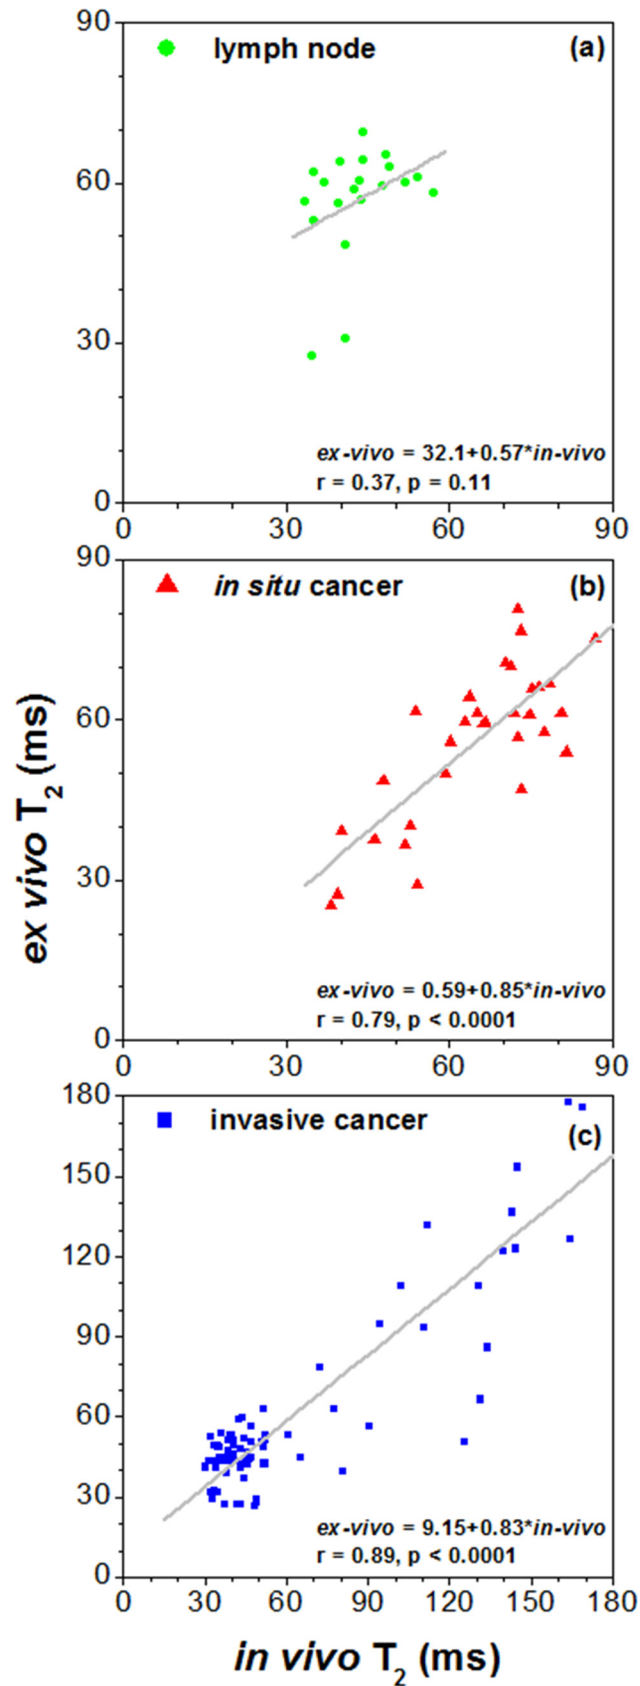 90
lymph node (a)
60
30
ex-vivo = 32.1+0.57*in-vivo
r = 0.37, p = 0.11
0
0 30 60 90
90
in situ cancer (b)
60
30
ex-vivo = 0.59+0.85*in-vivo
r = 0.79, p < 0.0001
0
0 30 60 90
ex vivo T2 (ms)
180
invasive cancer (c)
150
120
90
60
30
ex-vivo = 9.15+0.83*in-vivo
r = 0.89, p < 0.0001
0
0 30 60 90 120 150 180
in vivo T2 (ms)